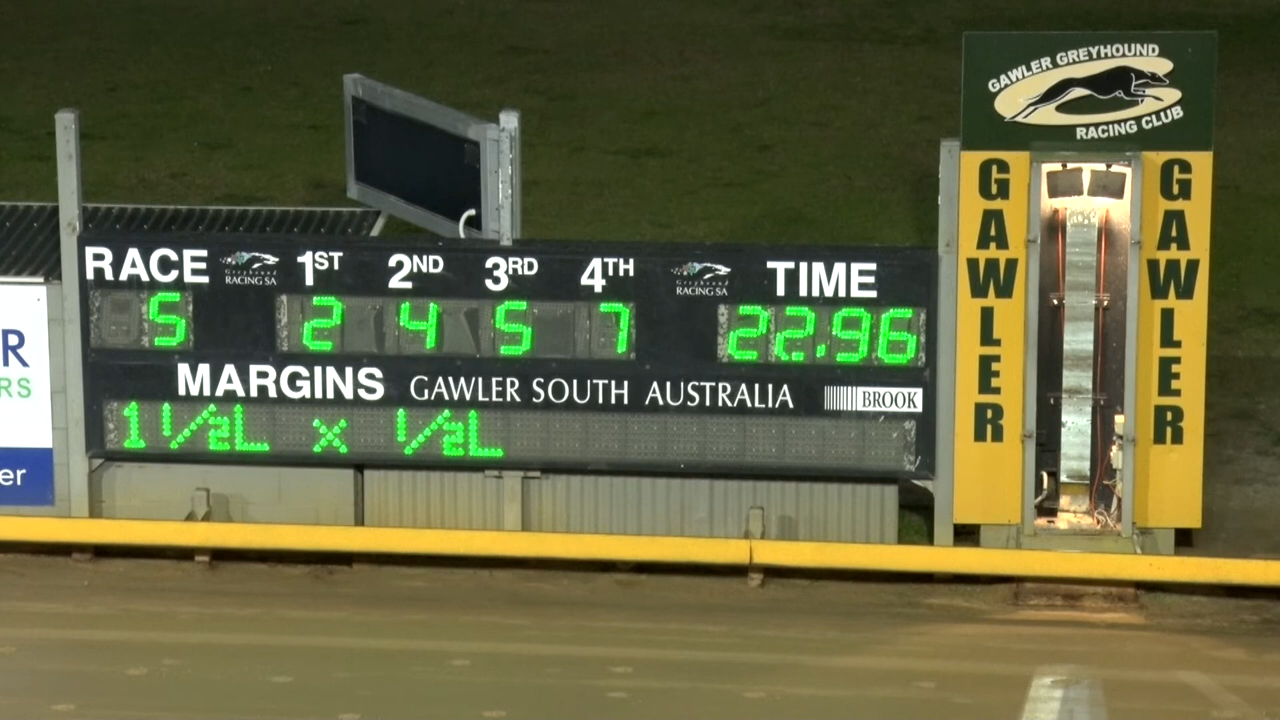 GAWLER GREYHOUND
RACING CLUB
GAWLER
GAWLER
RACE 1ST 2ND 3RD 4TH TIME
Greyhound
RACING SA
Greyhound
RACING SA
5 2 4 5 7 22.96
MARGINS GAWLER SOUTH AUSTRALIA BROOK
1 1/2L x 1/2L
R
RS
er